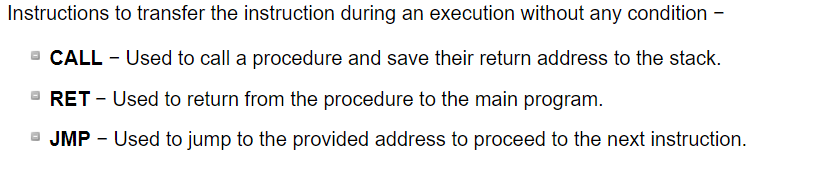 Instructions to transfer the instruction during an execution without any condition −
CALL − Used to call a procedure and save their return address to the stack.
RET − Used to return from the procedure to the main program.
JMP − Used to jump to the provided address to proceed to the next instruction.